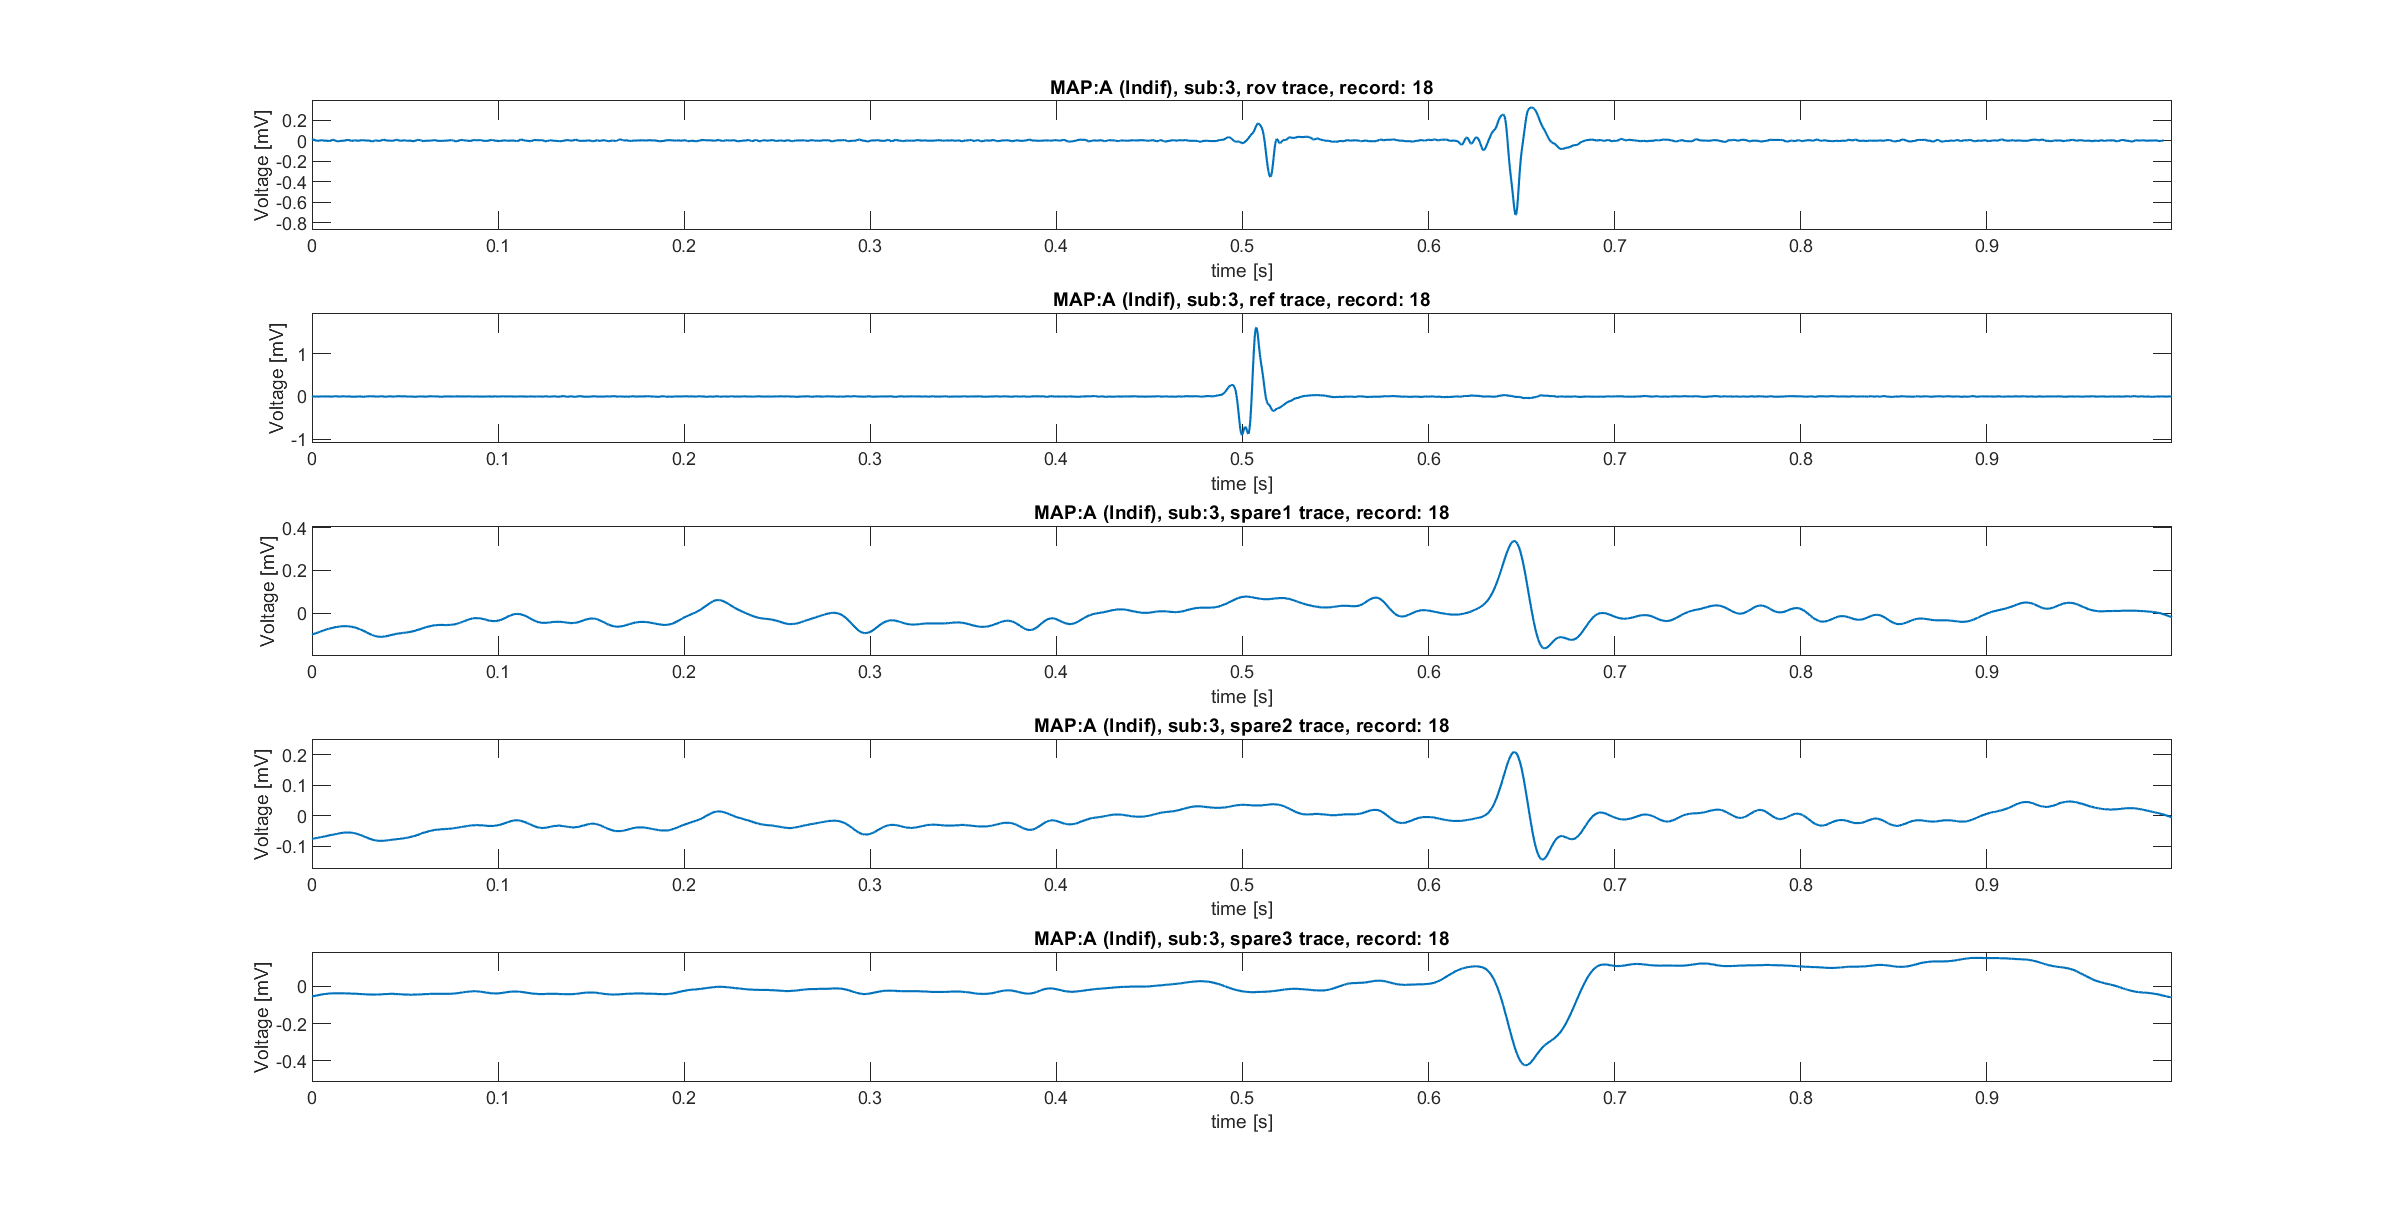 MAP:A (Indif), sub:3, rov trace, record: 18
Voltage [mV]
0.2
0
-0.2
-0.4
-0.6
-0.8
0 0.1 0.2 0.3 0.4 0.5 0.6 0.7 0.8 0.9
time [s]
MAP:A (Indif), sub:3, ref trace, record: 18
Voltage [mV]
1
0
-1
0 0.1 0.2 0.3 0.4 0.5 0.6 0.7 0.8 0.9
time [s]
MAP:A (Indif), sub:3, spare1 trace, record: 18
Voltage [mV]
0.4
0.2
0
0 0.1 0.2 0.3 0.4 0.5 0.6 0.7 0.8 0.9
time [s]
MAP:A (Indif), sub:3, spare2 trace, record: 18
Voltage [mV]
0.2
0.1
0
-0.1
0 0.1 0.2 0.3 0.4 0.5 0.6 0.7 0.8 0.9
time [s]
MAP:A (Indif), sub:3, spare3 trace, record: 18
Voltage [mV]
0
-0.2
-0.4
0 0.1 0.2 0.3 0.4 0.5 0.6 0.7 0.8 0.9
time [s]